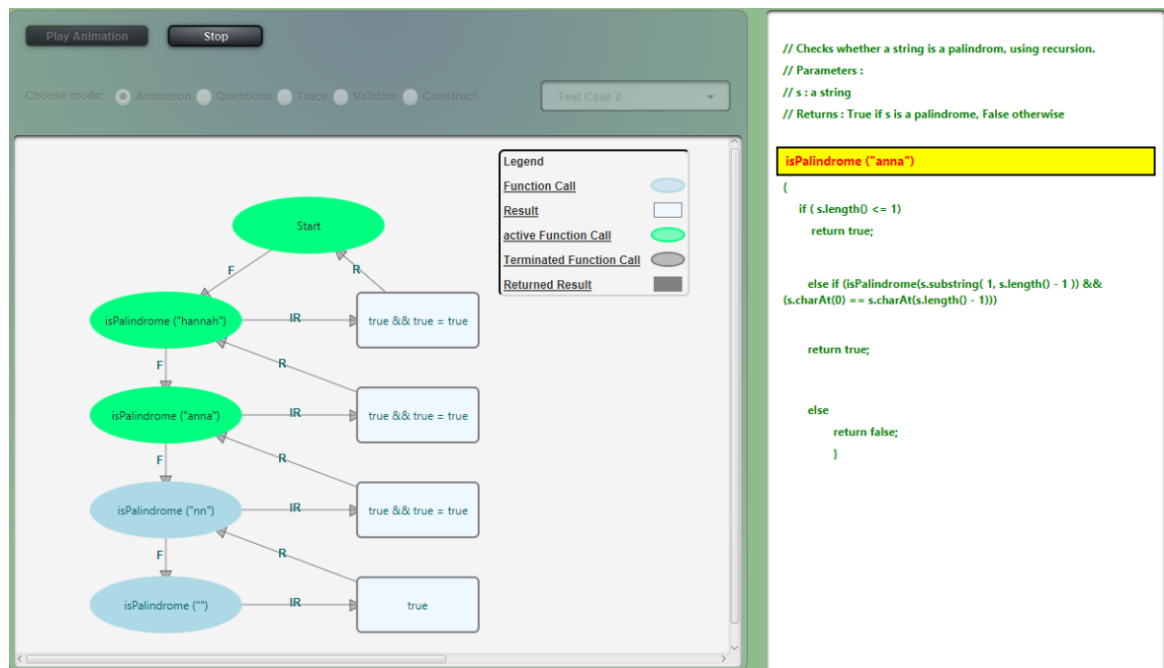 Play Animation
Stop
Choose mode:
Animation
Questions
Trace
Validate
Construct
Test Case 2
Legend
Function Call
Result
active Function Call
Terminated Function Call
Returned Result
Start
F
R
isPalindrome ("hannah")
IR
true && true = true
F
R
isPalindrome ("anna")
IR
true && true = true
F
R
isPalindrome ("nn")
IR
true && true = true
F
R
isPalindrome ("")
IR
true
// Checks whether a string is a palindrom, using recursion.
// Parameters :
// s : a string
// Returns : True if s is a palindrome, False otherwise
isPalindrome ("anna")
{
if ( s.length() <= 1)
return true;
else if (isPalindrome(s.substring( 1, s.length() - 1 )) &&
(s.charAt(0) == s.charAt(s.length() - 1)))
return true;
else
return false;
}